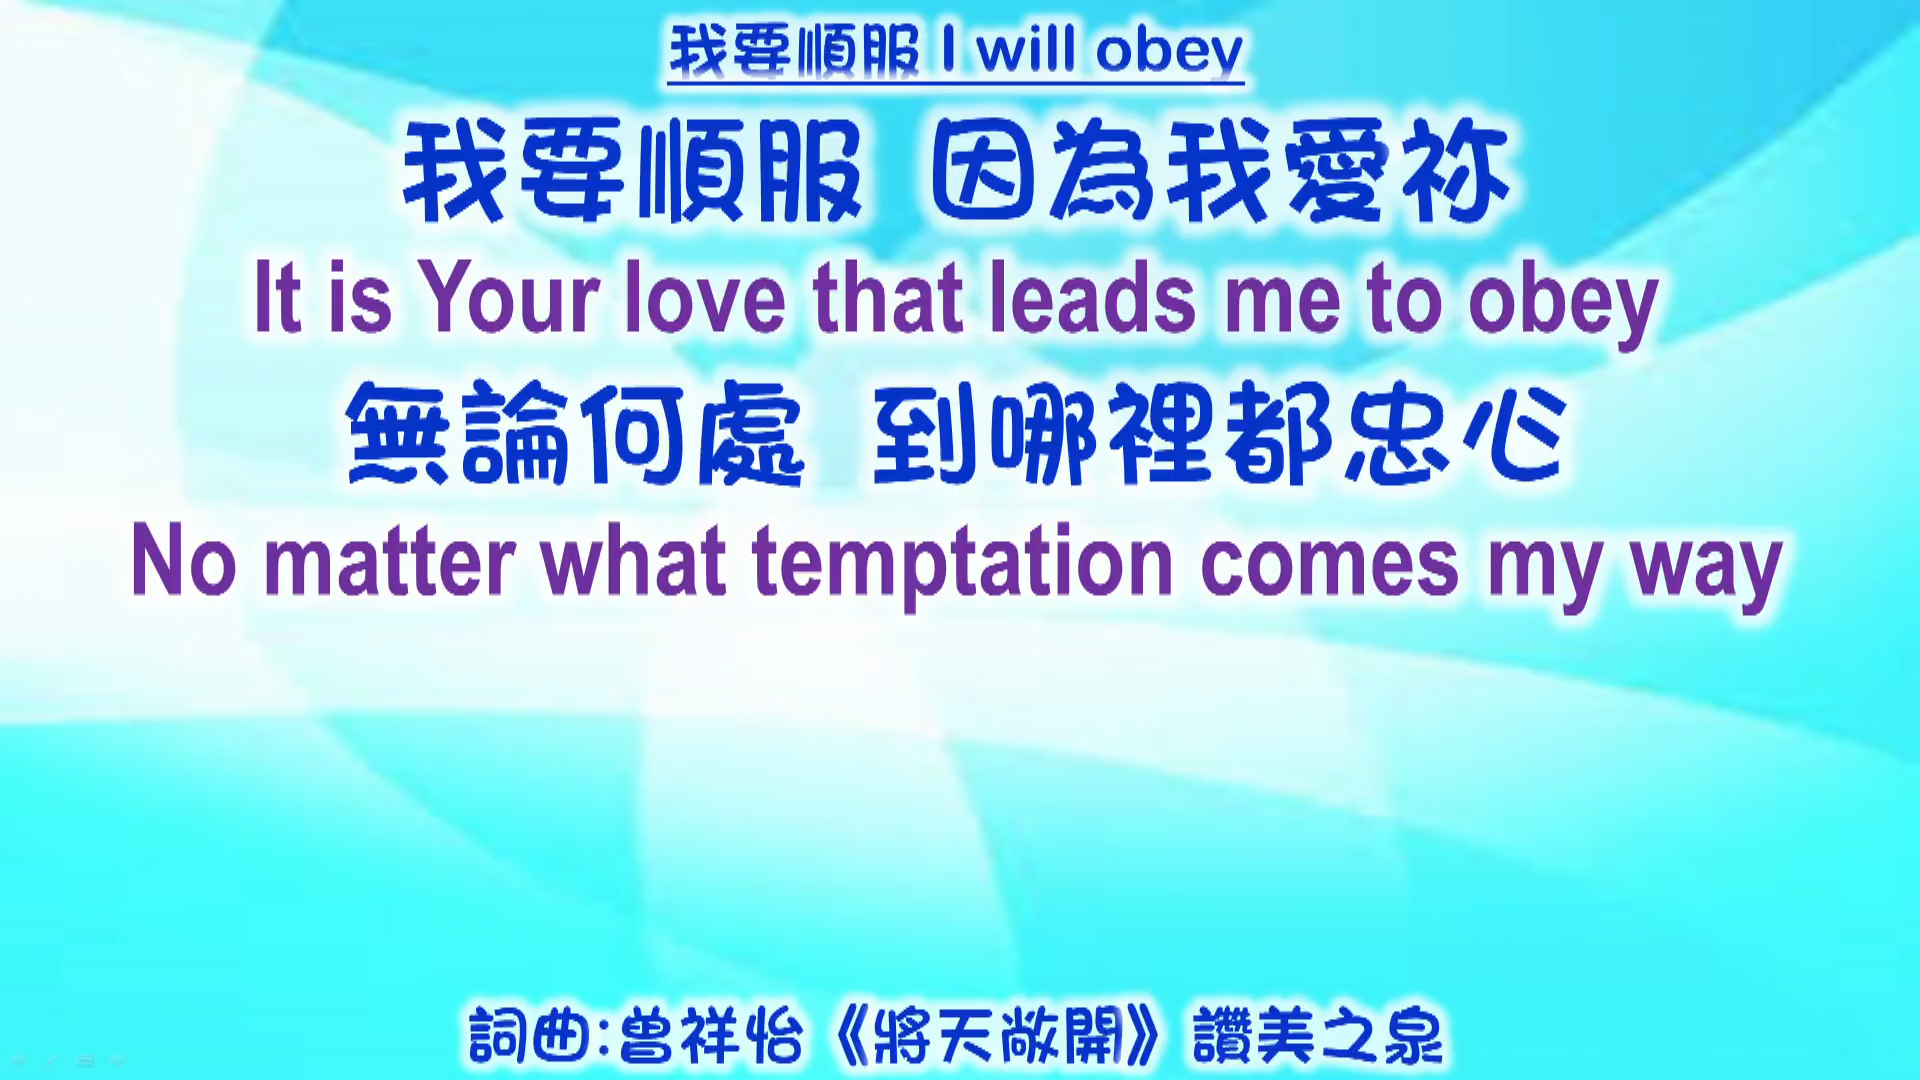 我要順服 I will obey
我要順服 因為我愛祢
It is Your love that leads me to obey
無論何處 到哪裡都忠心
No matter what temptation comes my way
詞曲:曾祥怡《將天敞開》讚美之泉